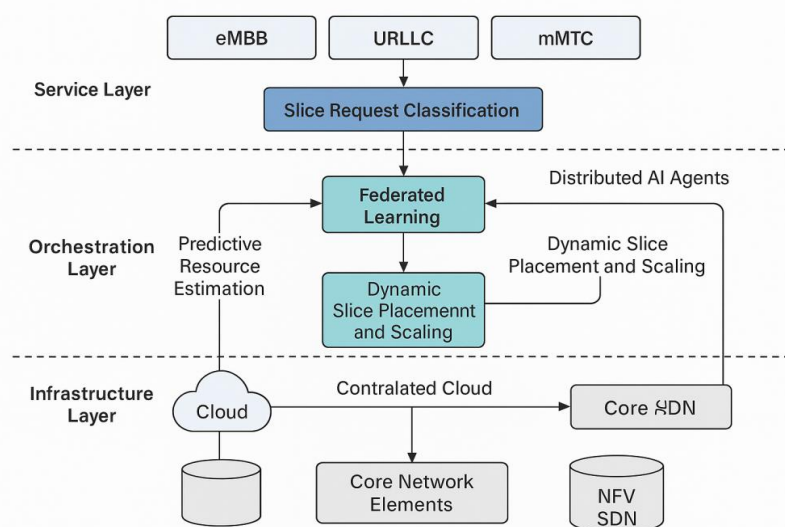 eMBB
URLLC
mMTC
Service Layer
Slice Request Classification
Distributed AI Agents
Federated
Learning
Orchestration
Layer
Predictive
Resource
Estimation
Dynamic Slice
Placement and Scaling
Dynamic
Slice Placemennt
and Scaling
Infrastructure
Layer
Contralated Cloud
Cloud
Core
Core Network
Elements
NFV
SDN